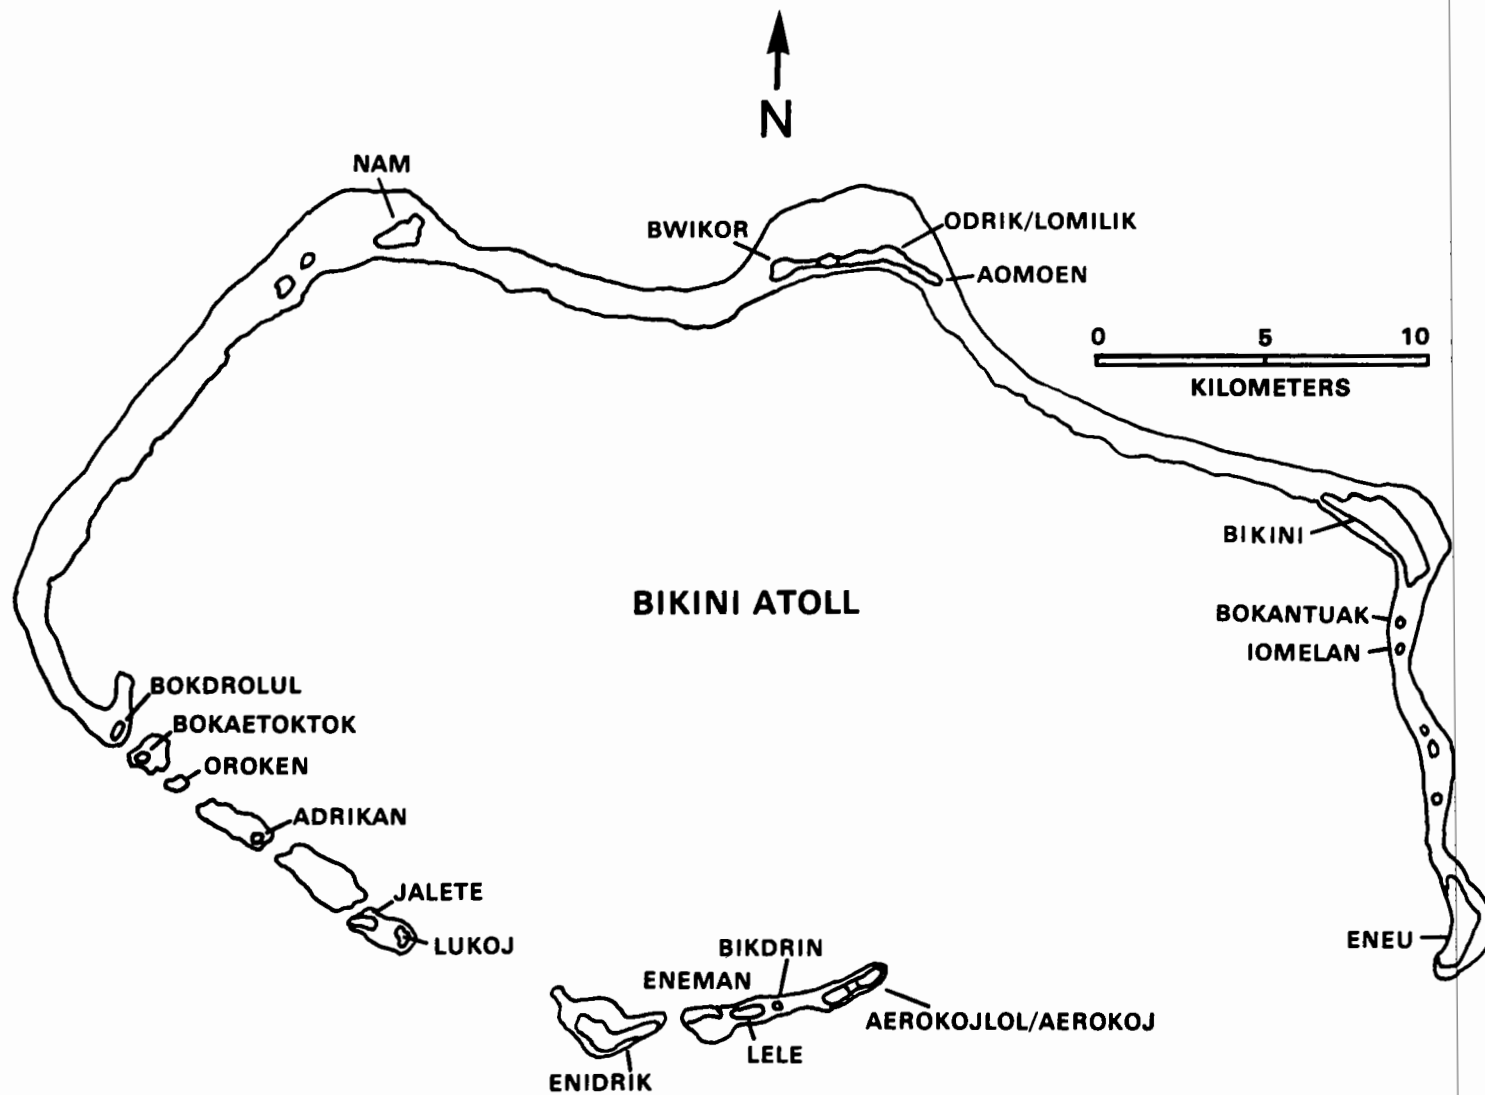 N
NAM
BWIKOR
ODRIK/LOMILIK
AOMOEN
0 5 10
KILOMETERS
BIKINI
BIKINI ATOLL
BOKANTUAK
IOMELAN
BOKDROLUL
BOKAETOKTOK
OROKEN
ADRIKAN
JALETE
LUKOJ
ENEU
BIKDRIN
ENEMAN
AEROKOJLOL/AEROKOJ
LELE
ENIDRIK